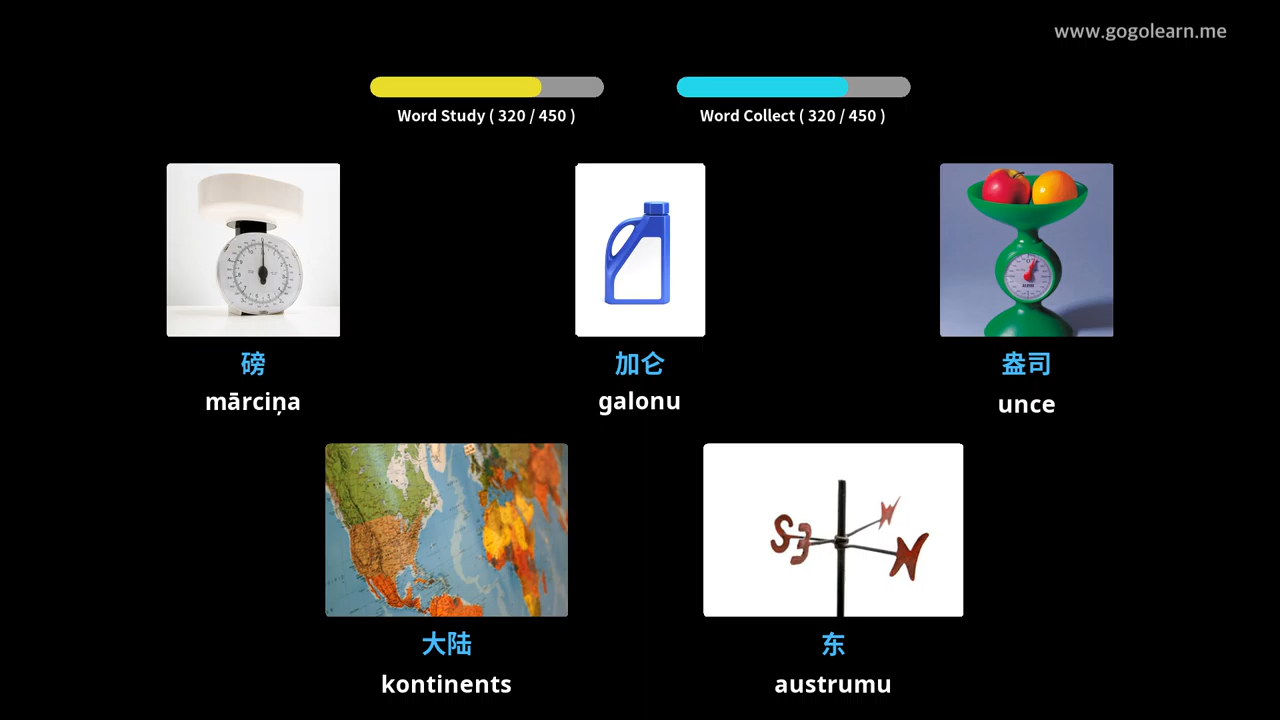 www.gogolearn.me
Word Study ( 320 / 450 )
Word Collect ( 320 / 450 )
磅
mārciņa
加仑
galonu
盎司
unce
大陆
kontinents
S E N
东
austrumu